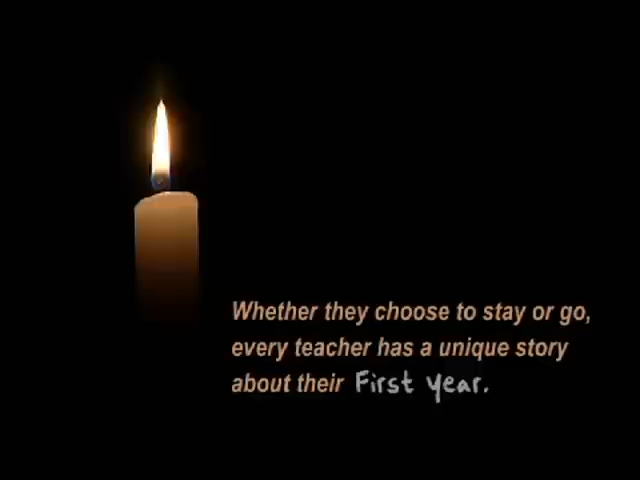 Whether they choose to stay or go,
every teacher has a unique story
about their First year.